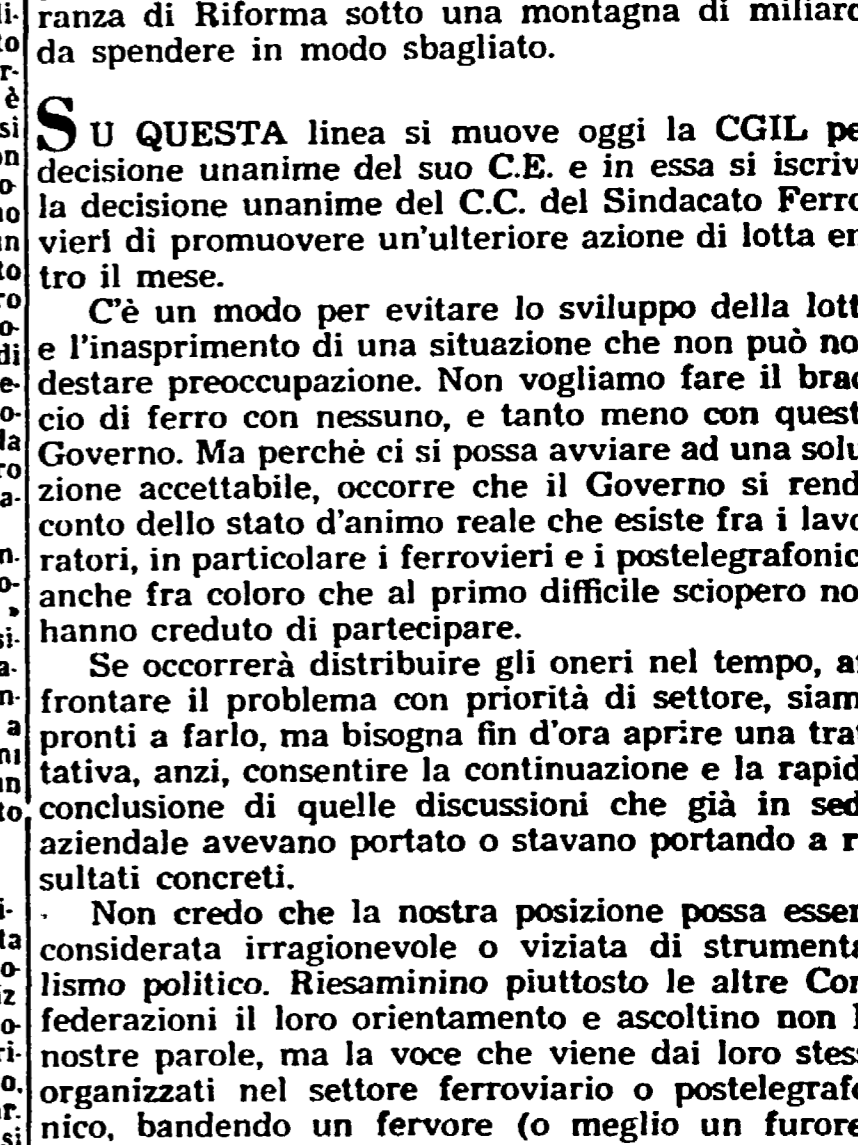 ranza di Riforma sotto una montagna di miliard
da spendere in modo sbagliato.
SU QUESTA linea si muove oggi la CGIL pe
decisione unanime del suo C.E. e in essa si iscriv
la decisione unanime del C.C. del Sindacato Ferro
vieri di promuovere un'ulteriore azione di lotta en
tro il mese.
C'è un modo per evitare lo sviluppo della lott
e l'inasprimento di una situazione che non può no
destare preoccupazione. Non vogliamo fare il brac
cio di ferro con nessuno, e tanto meno con quest
Governo. Ma perchè ci si possa avviare ad una solu
zione accettabile, occorre che il Governo si rend
conto dello stato d'animo reale che esiste fra i lavo
ratori, in particolare i ferrovieri e i postelegrafonic
anche fra coloro che al primo difficile sciopero no
hanno creduto di partecipare.
Se occorrerà distribuire gli oneri nel tempo, af
frontare il problema con priorità di settore, siam
pronti a farlo, ma bisogna fin d'ora aprire una trat
tativa, anzi, consentire la continuazione e la rapid
conclusione di quelle discussioni che già in sed
aziendale avevano portato o stavano portando a r
sultati concreti.
Non credo che la nostra posizione possa esser
considerata irragionevole o viziata di strumenta
lismo politico. Riesaminino piuttosto le altre Con
federazioni il loro orientamento e ascoltino non l
nostre parole, ma la voce che viene dai loro stess
organizzati nel settore ferroviario o postelegrafo
nico, bandendo un fervore (o meglio un furore